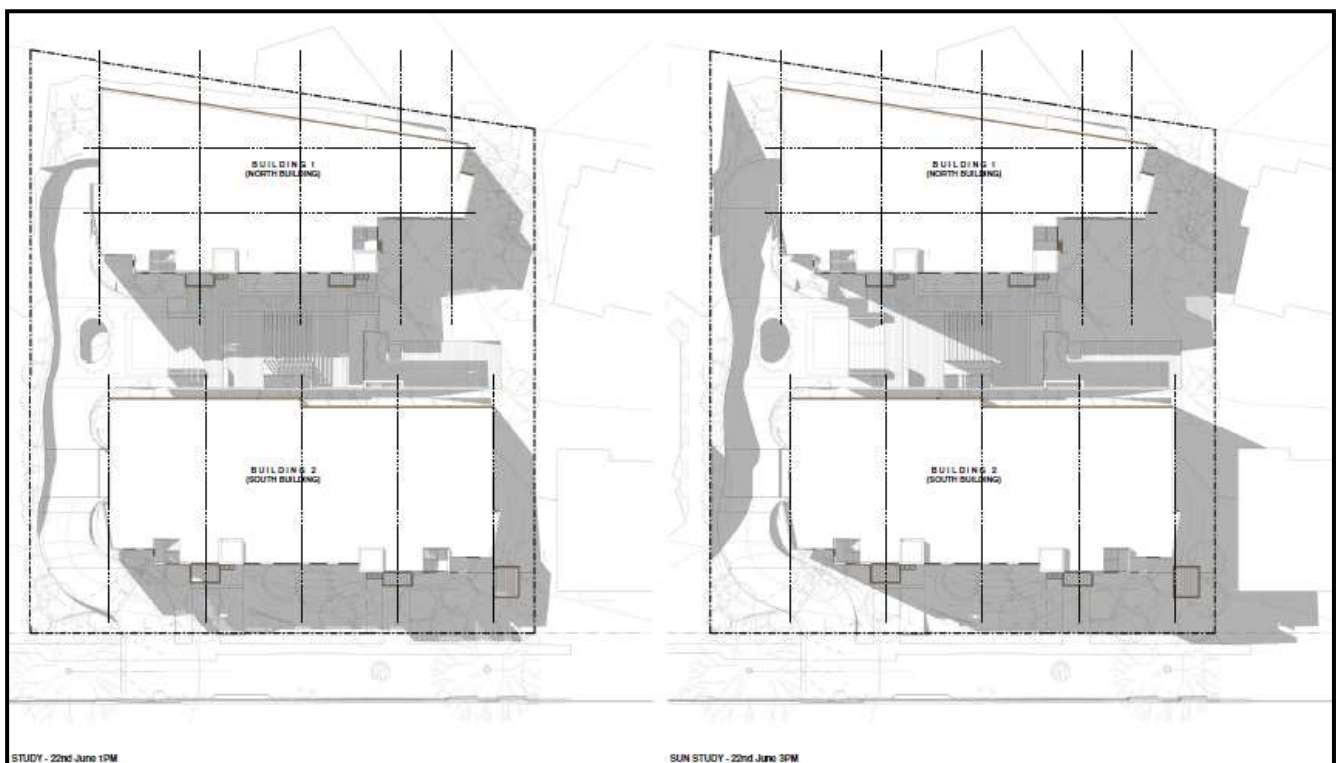 BUILDING 1
(NORTH BUILDING)
BUILDING 2
(SOUTH BUILDING)
STUDY - 22nd June 1PM
BUILDING 1
(NORTH BUILDING)
BUILDING 2
(SOUTH BUILDING)
SUN STUDY - 22nd June 3PM